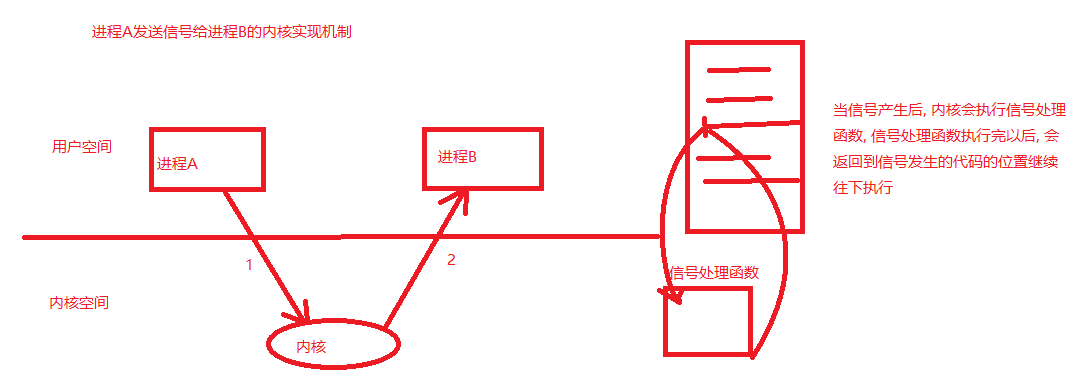 进程A发送信号给进程B的内核实现机制
用户空间
进程A
进程B
1
2
内核空间
内核
当信号产生后, 内核会执行信号处理
函数, 信号处理函数执行完以后, 会
返回到信号发生的代码的位置继续
往下执行
信号处理函数